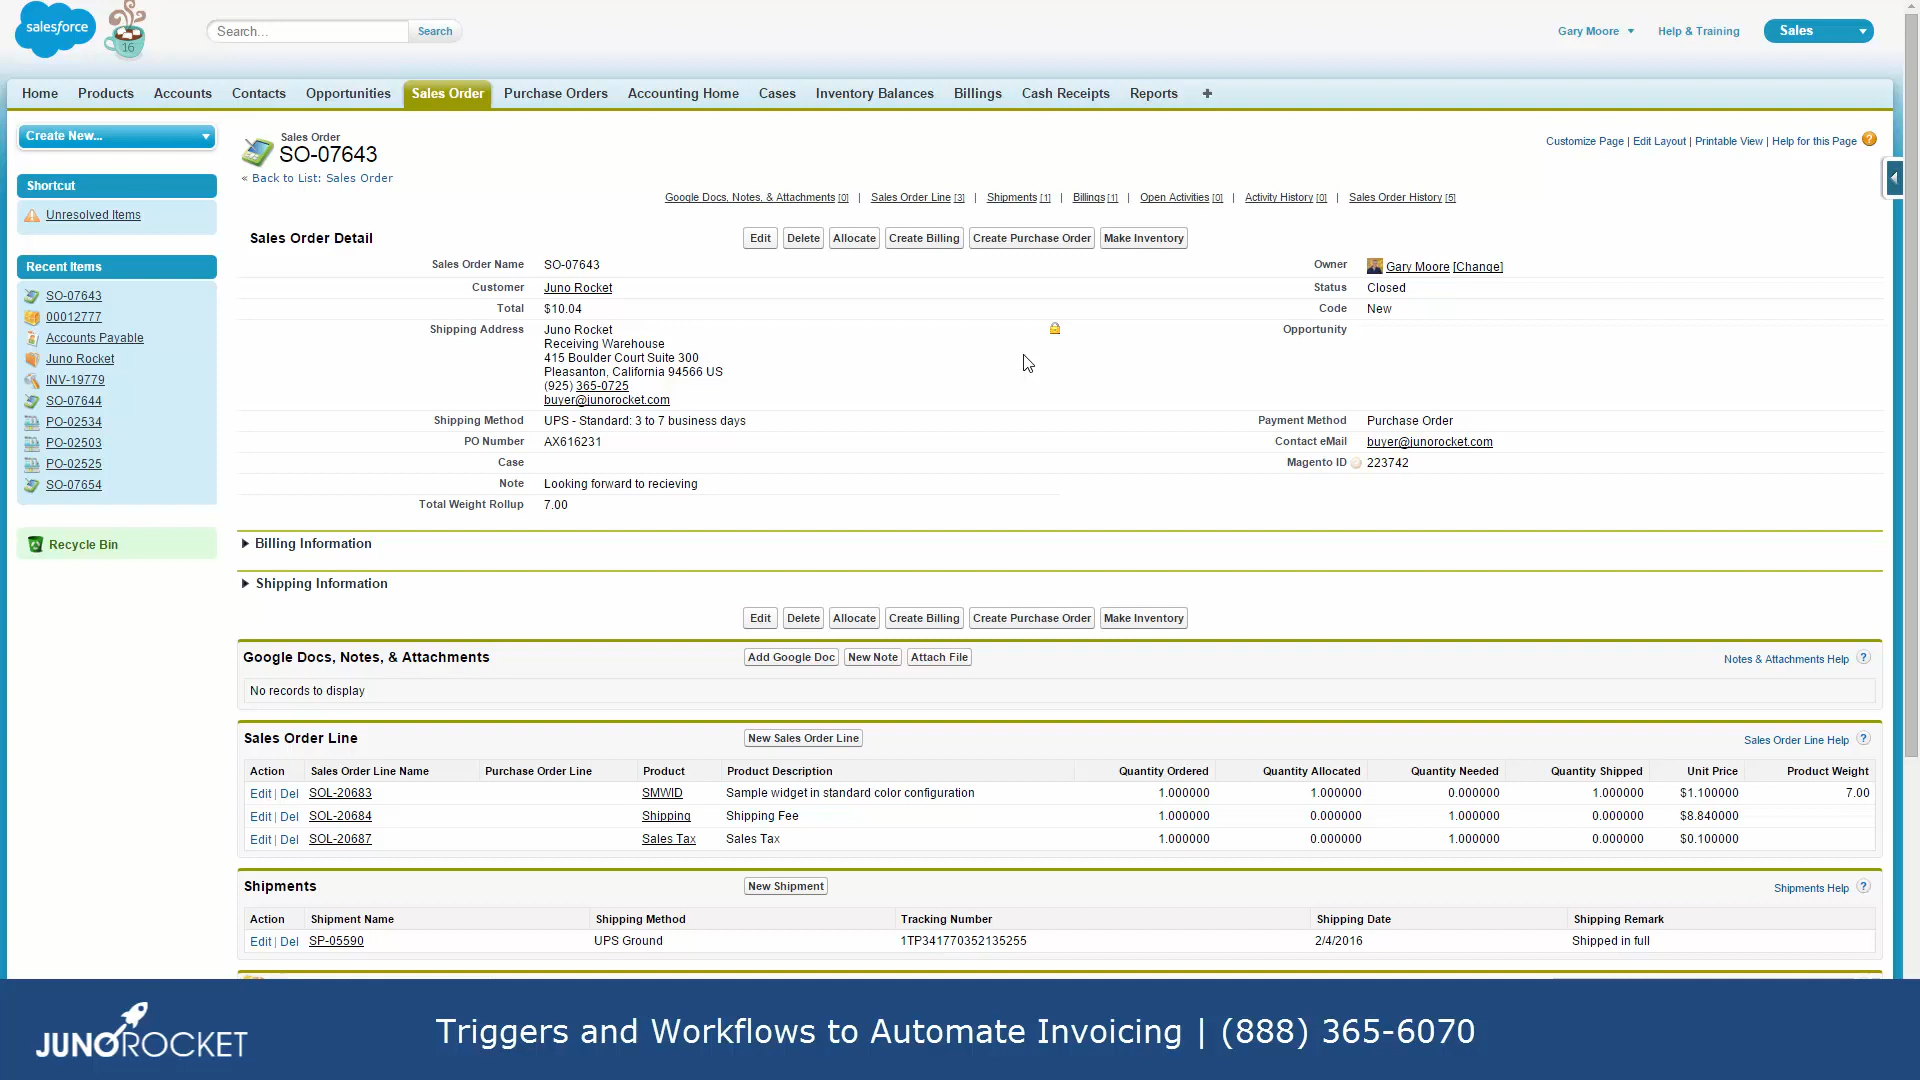 salesforce
16
Search...
Search
Gary Moore
Help & Training
Sales
Home Products Accounts Contacts Opportunities Sales Order Purchase Orders Accounting Home Cases Inventory Balances Billings Cash Receipts Reports +
Create New...
Shortcut
Unresolved Items
Recent Items
SO-07643
00012777
Accounts Payable
Juno Rocket
INV-19779
SO-07644
PO-02534
PO-02503
PO-02525
SO-07654
Recycle Bin
Sales Order
SO-07643
« Back to List: Sales Order
Customize Page | Edit Layout | Printable View | Help for this Page ?
Google Docs, Notes, & Attachments [0] | Sales Order Line [3] | Shipments [1] | Billings [1] | Open Activities [0] | Activity History [0] | Sales Order History [5]
Sales Order Detail Edit Delete Allocate Create Billing Create Purchase Order Make Inventory
Sales Order Name SO-07643 Owner Gary Moore [Change]
Customer Juno Rocket Status Closed
Total $10.04 Code New
Shipping Address Juno Rocket Opportunity
Receiving Warehouse
415 Boulder Court Suite 300
Pleasanton, California 94566 US
(925) 365-0725
buyer@junorocket.com
Shipping Method UPS - Standard: 3 to 7 business days Payment Method Purchase Order
PO Number AX616231 Contact eMail buyer@junorocket.com
Case Magento ID 223742
Note Looking forward to recieving
Total Weight Rollup 7.00
Billing Information
Shipping Information
Edit Delete Allocate Create Billing Create Purchase Order Make Inventory
Google Docs, Notes, & Attachments Add Google Doc New Note Attach File Notes & Attachments Help ?
No records to display
Sales Order Line New Sales Order Line Sales Order Line Help ?
Action Sales Order Line Name Purchase Order Line Product Product Description Quantity Ordered Quantity Allocated Quantity Needed Quantity Shipped Unit Price Product Weight
Edit | Del SOL-20683 SMWID Sample widget in standard color configuration 1.000000 1.000000 0.000000 1.000000 $1.100000 7.00
Edit | Del SOL-20684 Shipping Shipping Fee 1.000000 0.000000 1.000000 0.000000 $8.840000
Edit | Del SOL-20687 Sales Tax Sales Tax 1.000000 0.000000 1.000000 0.000000 $0.100000
Shipments New Shipment Shipments Help ?
Action Shipment Name Shipping Method Tracking Number Shipping Date Shipping Remark
Edit | Del SP-05590 UPS Ground 1TP341770352135255 2/4/2016 Shipped in full
JUNOROCKET
Triggers and Workflows to Automate Invoicing | (888) 365-6070